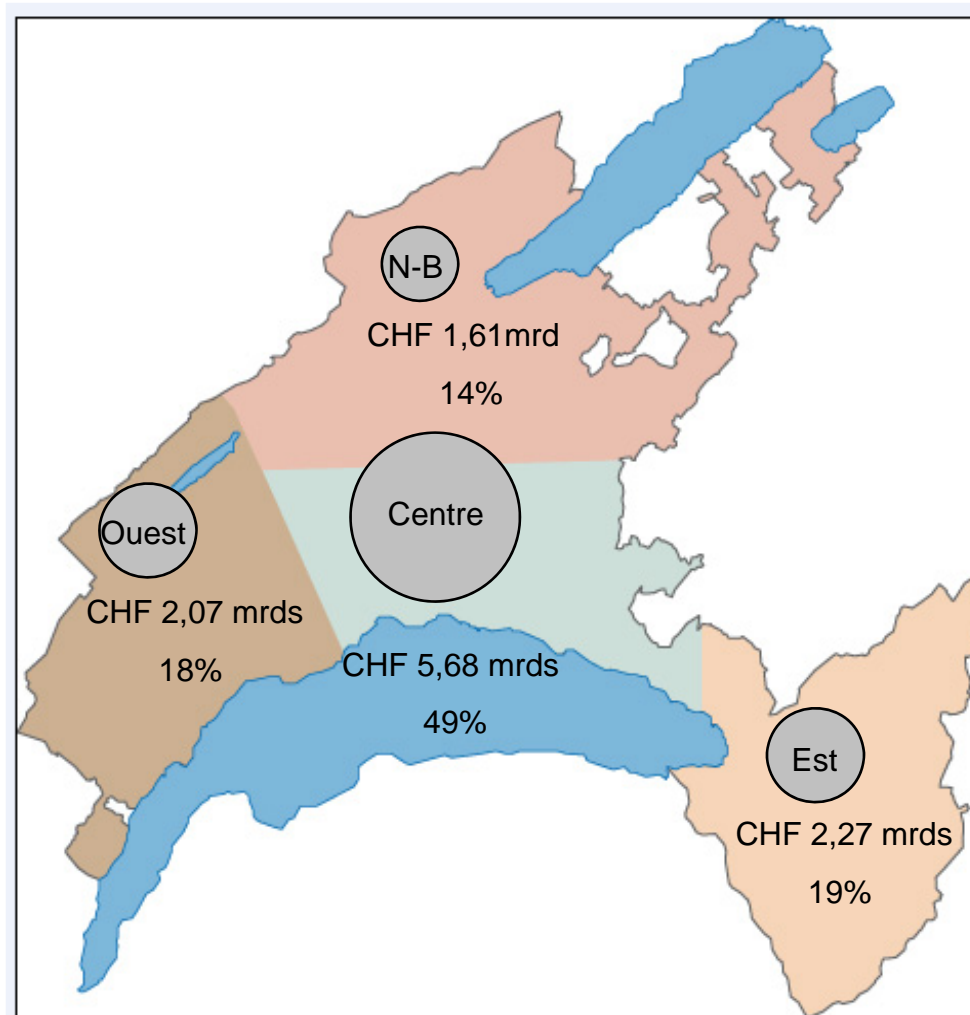 N-B
CHF 1,61mrd
14%
Centre
Ouest
CHF 2,07 mrds
18%
CHF 5,68 mrds
49%
Est
CHF 2,27 mrds
19%